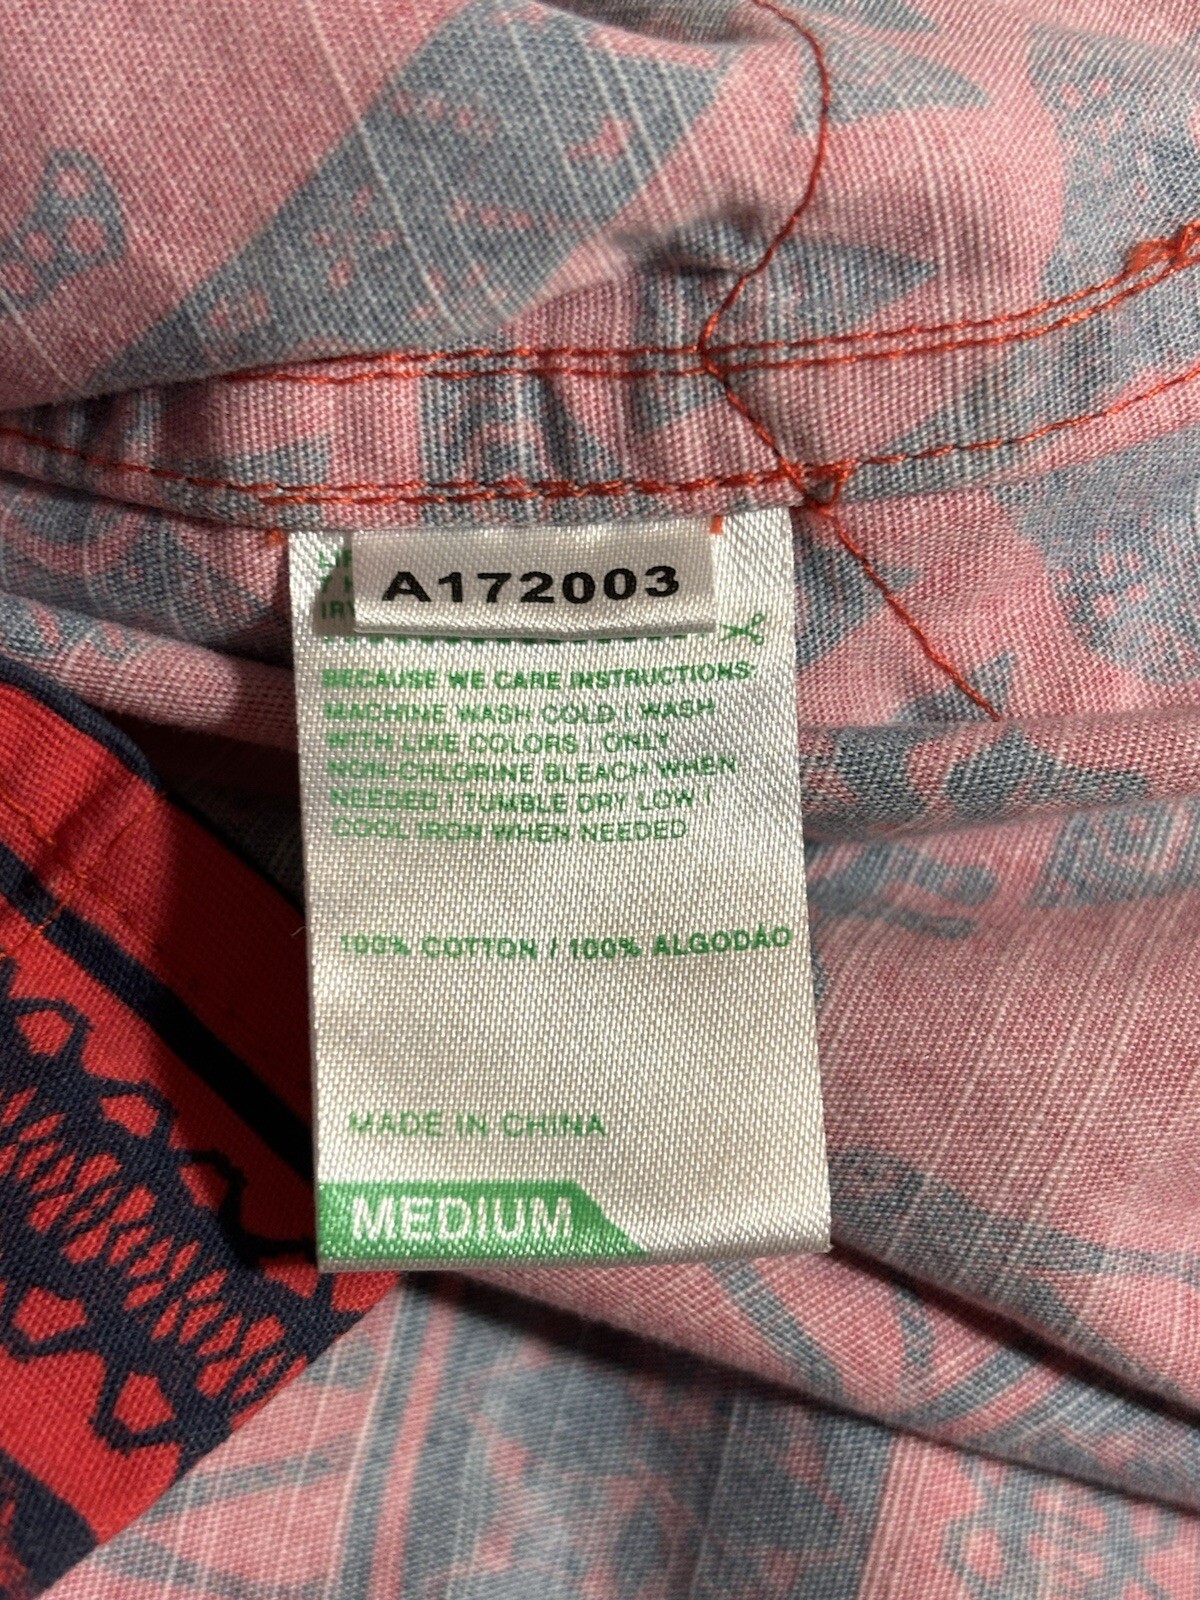 A172003
BECAUSE WE CARE INSTRUCTIONS:
MACHINE WASH COLD | WASH
WITH LIKE COLORS | ONLY
NON-CHLORINE BLEACH WHEN
NEEDED | TUMBLE DRY LOW |
COOL IRON WHEN NEEDED
100% COTTON / 100% ALGODÃO
MADE IN CHINA
MEDIUM